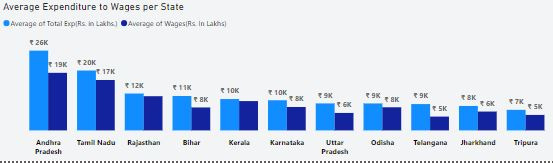 Average Expenditure to Wages per State
Average of Total Exp(Rs. in Lakhs.) Average of Wages(Rs. In Lakhs)
₹ 26K ₹ 19K ₹ 20K ₹ 17K ₹ 12K ₹ 11K ₹ 8K ₹ 10K ₹ 10K ₹ 8K ₹ 9K ₹ 6K ₹ 9K ₹ 8K ₹ 9K ₹ 5K ₹ 8K ₹ 6K ₹ 7K ₹ 5K
Andhra Pradesh Tamil Nadu Rajasthan Bihar Kerala Karnataka Uttar Pradesh Odisha Telangana Jharkhand Tripura